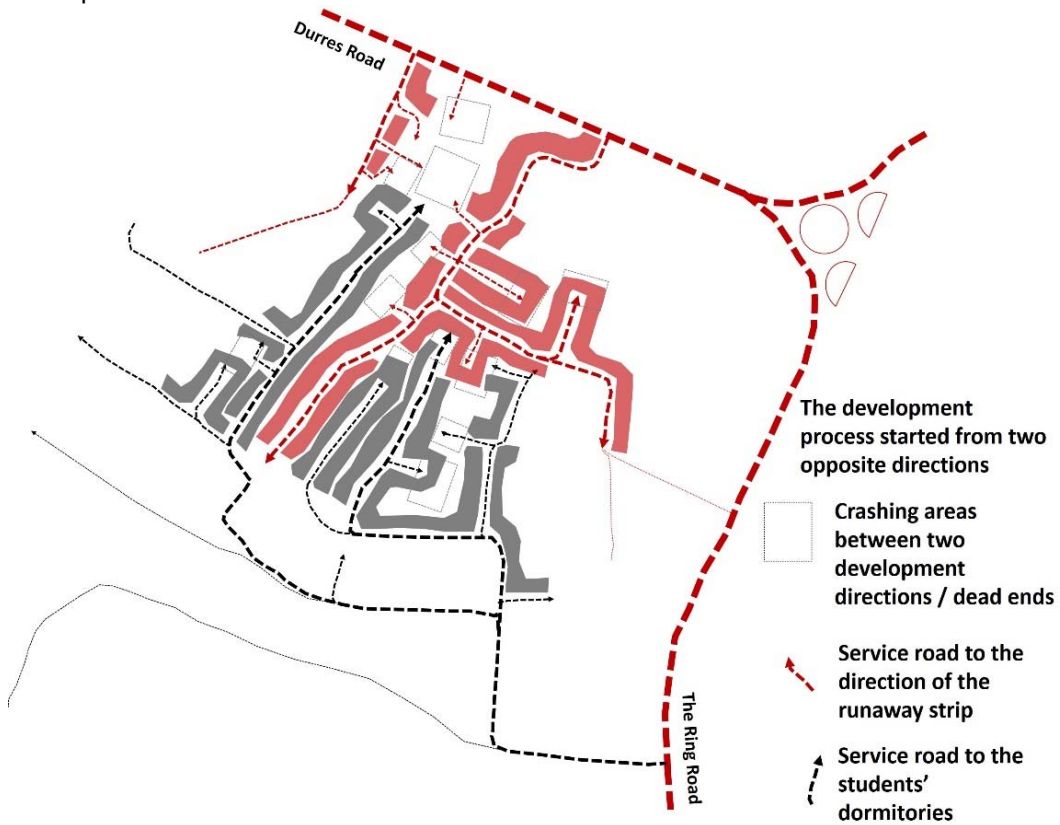 Durres Road
The development
process started from two
opposite directions
Crashing areas
between two
development
directions / dead ends
Service road to the
direction of the
runaway strip
The Ring Road
Service road to the
students’
dormitories